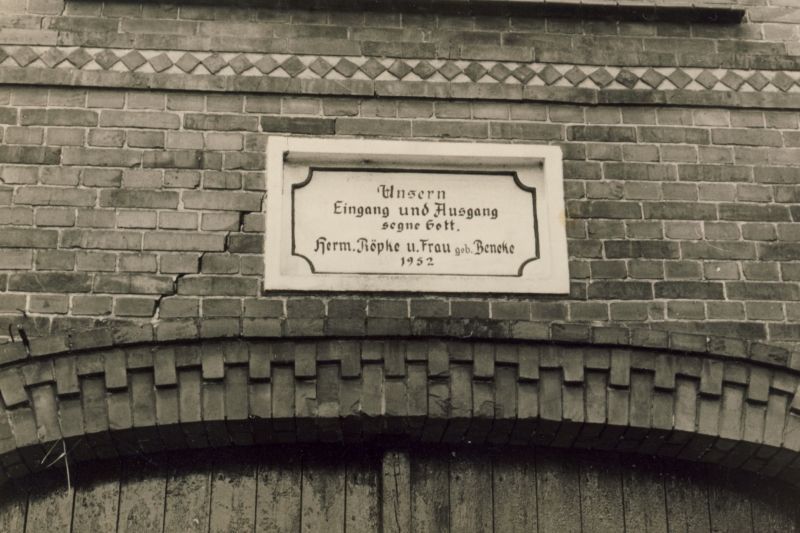 Unsern
Eingang und Ausgang
segne Gott.
Herm. Röpke u. Frau geb. Beneke
1952